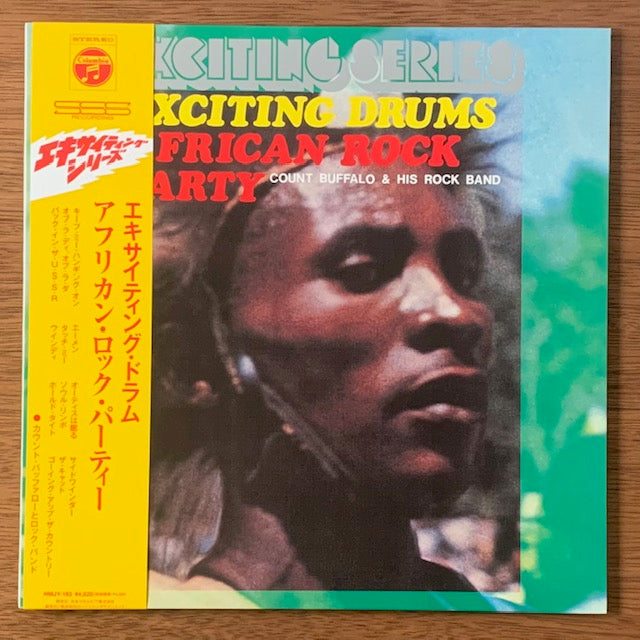 STEREO
Columbia
SSS
RECORDING
エキサイティング
シリーズ
エキサイティング・ドラム
アフリカン・ロック・パーティー
キープ・ミー・ハンギング・オン
オブ・ラ・ディ オブ・ラ・ダ
バック・イン・ザ・U.S.S.R
エーメン
タッチ・ミー
ウィンディ
オーティスは眠る
ソウル・リンボ
ホールド・タイト
サイドワインダー
ザ・キャット
ゴーイング・アップ・ザ・カントリー
●カウント・バッファローとロック・バンド
XCITING SERIES
XCITING DRUMS
FRICAN ROCK
ARTY COUNT BUFFALO & HIS ROCK BAND